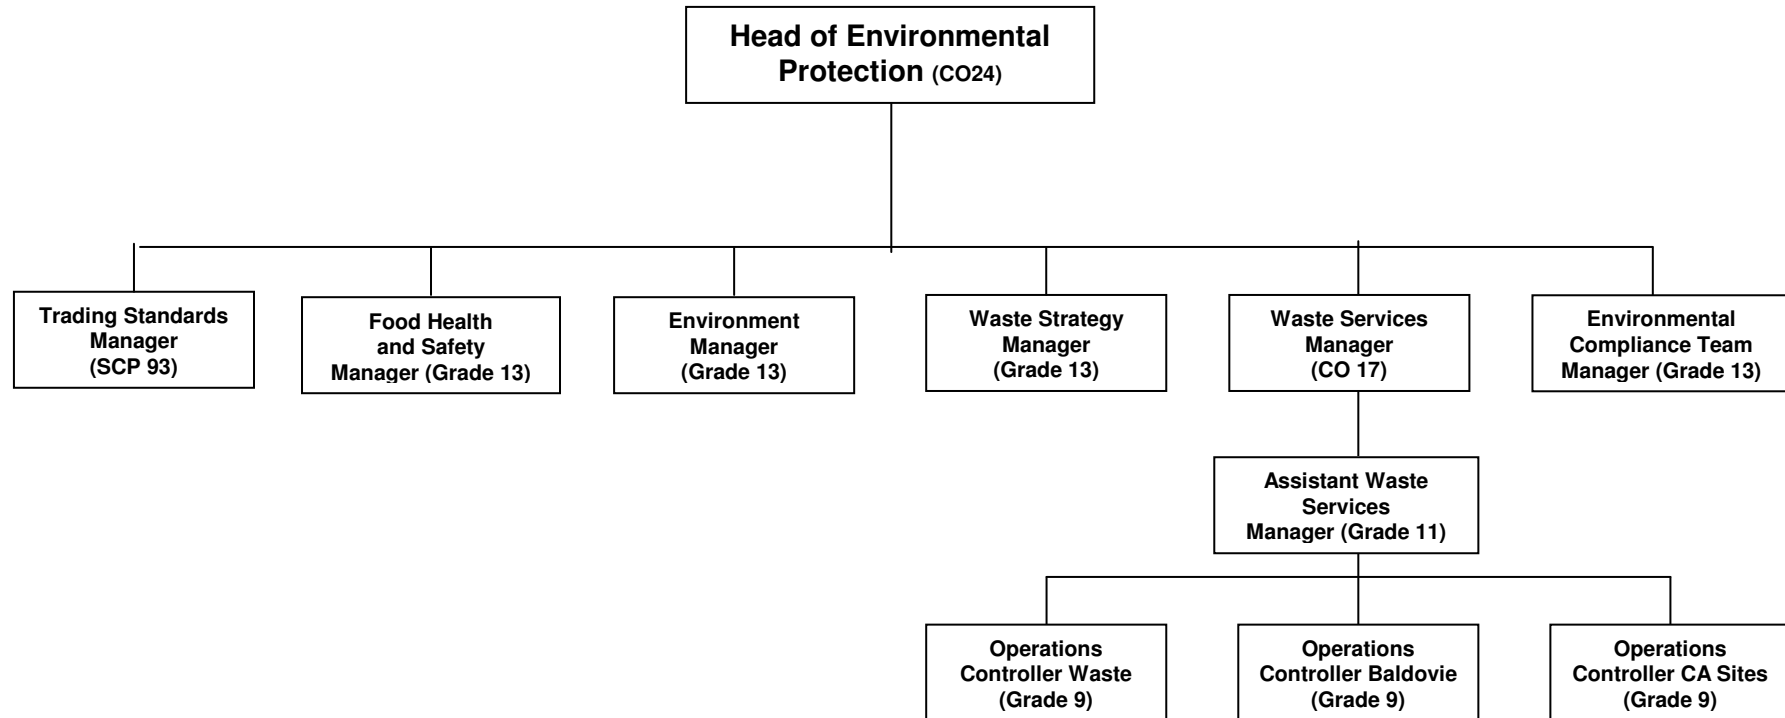 Head of Environmental
Protection (CO24)
Trading Standards
Manager
(SCP 93)
Food Health
and Safety
Manager (Grade 13)
Environment
Manager
(Grade 13)
Waste Strategy
Manager
(Grade 13)
Waste Services
Manager
(CO 17)
Environmental
Compliance Team
Manager (Grade 13)
Assistant Waste
Services
Manager (Grade 11)
Operations
Controller Waste
(Grade 9)
Operations
Controller Baldovie
(Grade 9)
Operations
Controller CA Sites
(Grade 9)